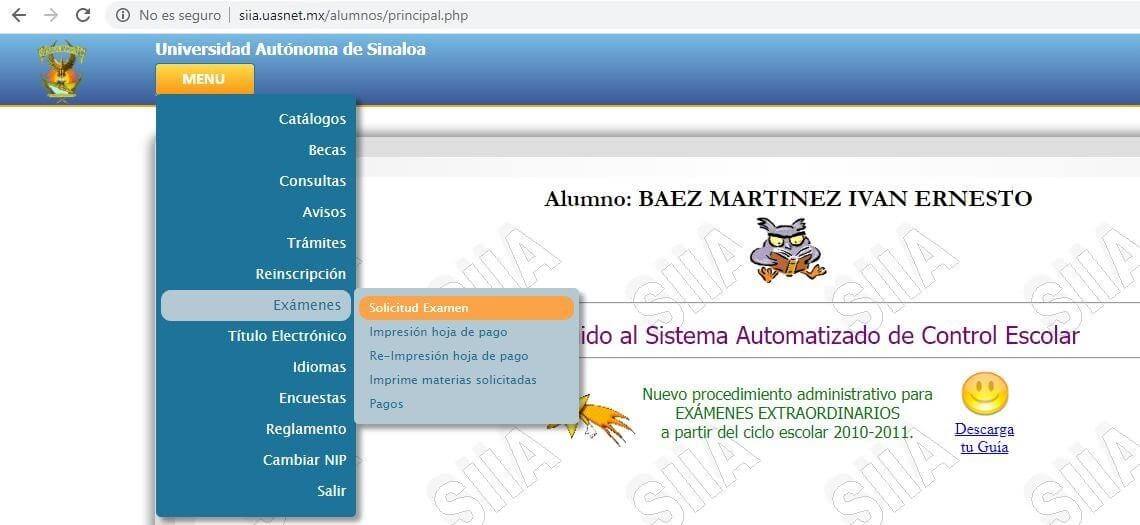 No es seguro | siia.uasnet.mx/alumnos/principal.php
Universidad Autónoma de Sinaloa
MENU
Catálogos
Becas
Consultas
Avisos
Trámites
Reinscripción
Exámenes
Solicitud Examen
Impresión hoja de pago
Re-Impresión hoja de pago
Imprime materias solicitadas
Pagos
Título Electrónico
Idiomas
Encuestas
Reglamento
Cambiar NIP
Salir
Alumno: BAEZ MARTINEZ IVAN ERNESTO
ido al Sistema Automatizado de Control Escolar
Nuevo procedimiento administrativo para
EXÁMENES EXTRAORDINARIOS
a partir del ciclo escolar 2010-2011.
Descarga
tu Guía
SiiA
SiiA
SiiA
SiiA
SiiA
SiiA
SiiA
SiiA